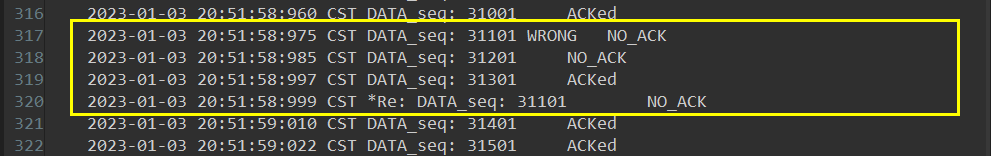 316 2023-01-03 20:51:58:960 CST DATA_seq: 31001 ACKed
317 2023-01-03 20:51:58:975 CST DATA_seq: 31101 WRONG NO_ACK
318 2023-01-03 20:51:58:985 CST DATA_seq: 31201 NO_ACK
319 2023-01-03 20:51:58:997 CST DATA_seq: 31301 ACKed
320 2023-01-03 20:51:58:999 CST *Re: DATA_seq: 31101 NO_ACK
321 2023-01-03 20:51:59:010 CST DATA_seq: 31401 ACKed
322 2023-01-03 20:51:59:022 CST DATA_seq: 31501 ACKed